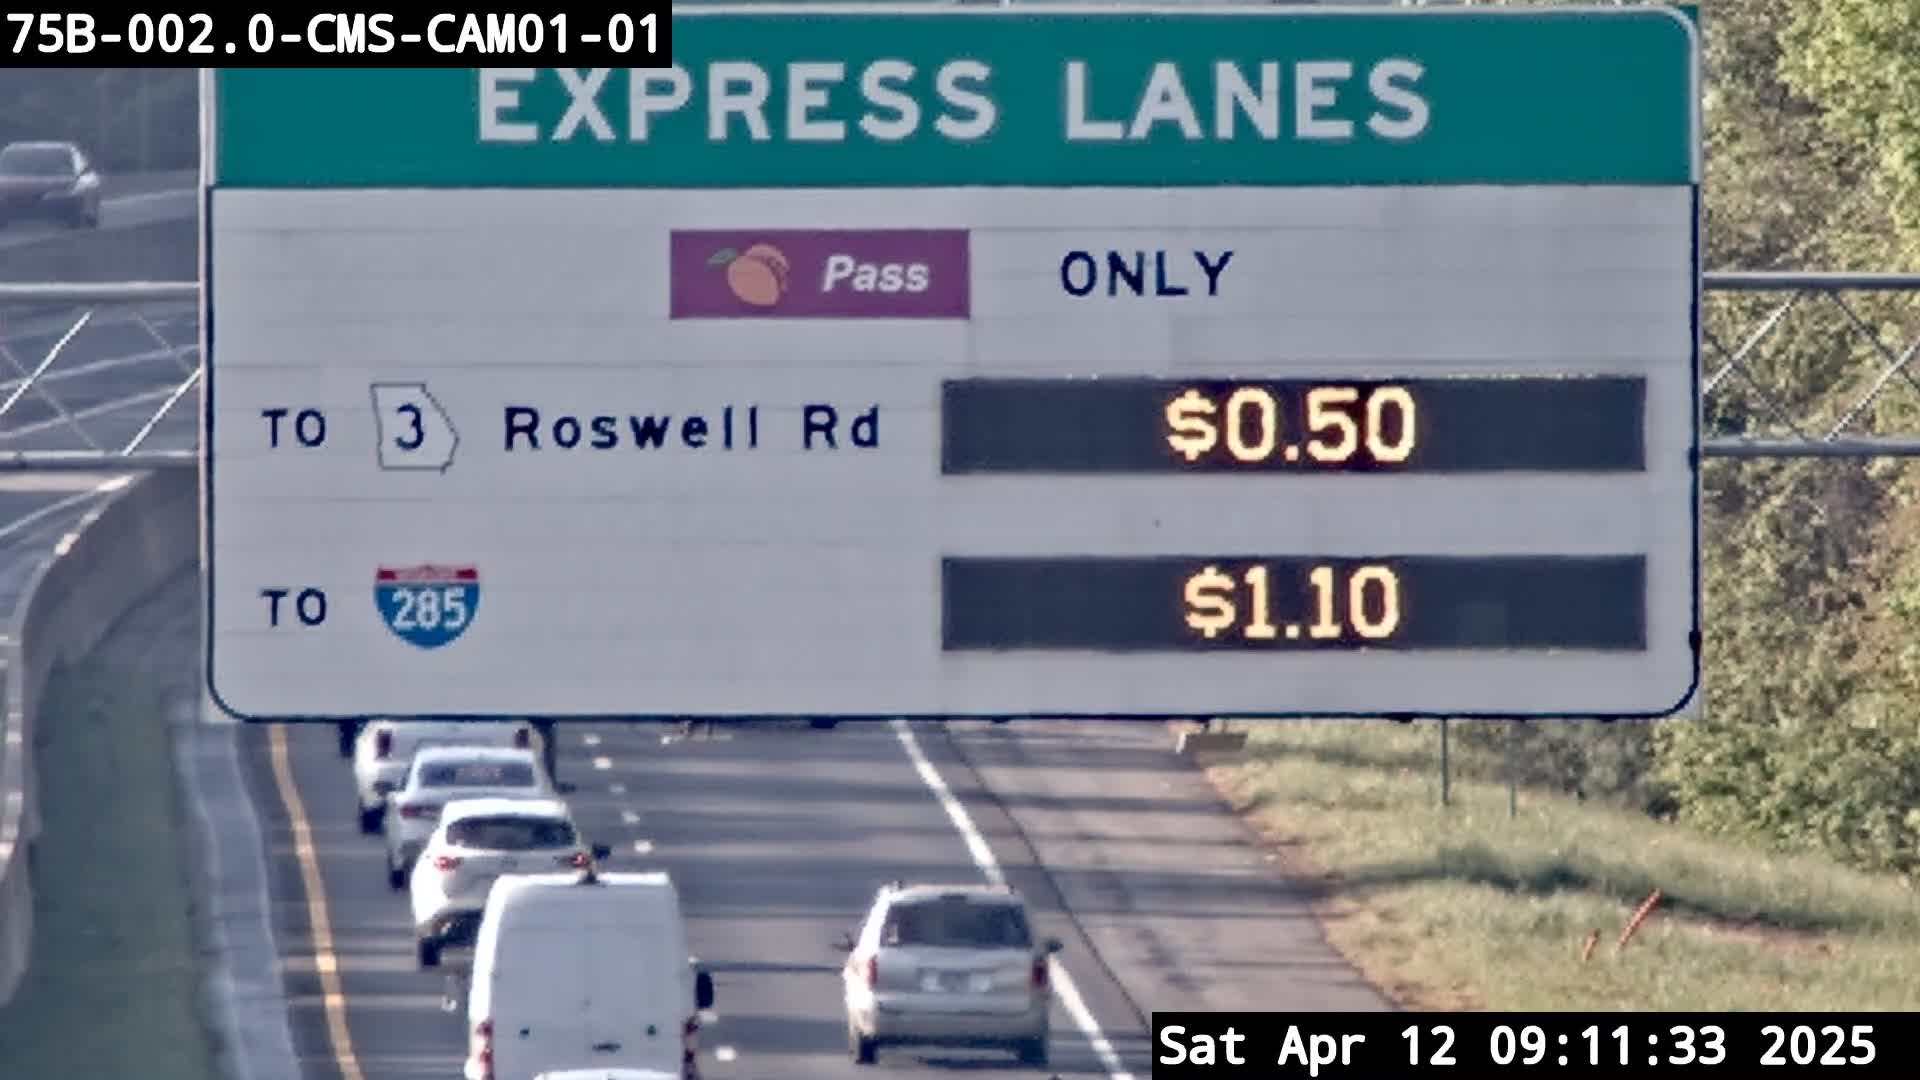 75B-002.0-CMS-CAM01-01
EXPRESS LANES
Pass ONLY
TO 3 Roswell Rd $0.50
TO 285 $1.10
Sat Apr 12 09:11:33 2025